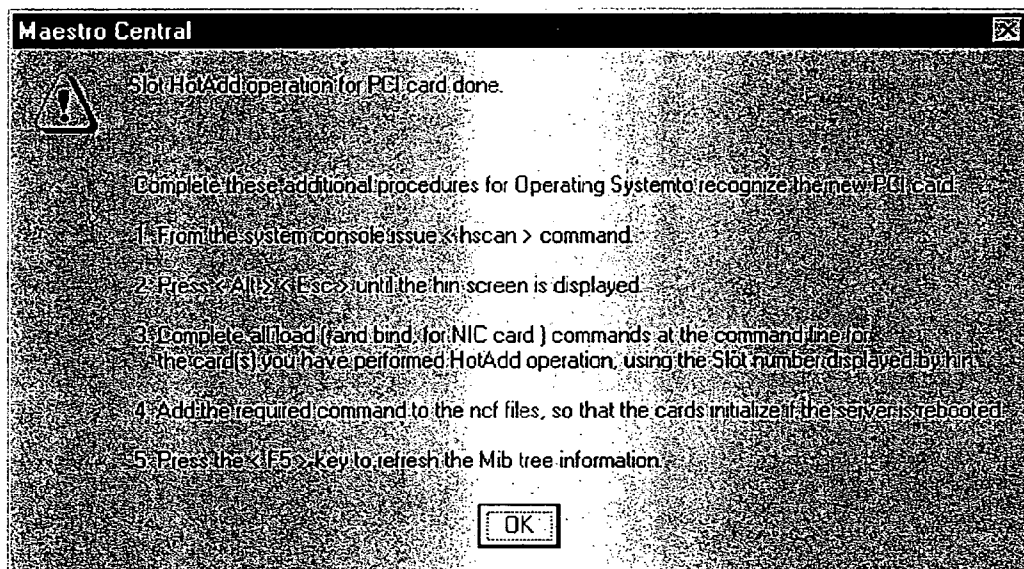 Maestro Central
Slot HotAdd operation for PCI card done.
Complete these additional procedures for Operating Systemto recognize the new PCI card.
1. From the system console issue < hscan > command.
2. Press < Alt> < Esc> until the hin screen is displayed.
3. Complete all load ( and bind, for NIC card ) commands at the command line for
the card(s) you have performed HotAdd operation, using the Slot number displayed by hin.
4. Add the required command to the ncf files, so that the cards initialize if the server is rebooted.
5. Press the < F5 > key to refresh the Mib tree information.
OK